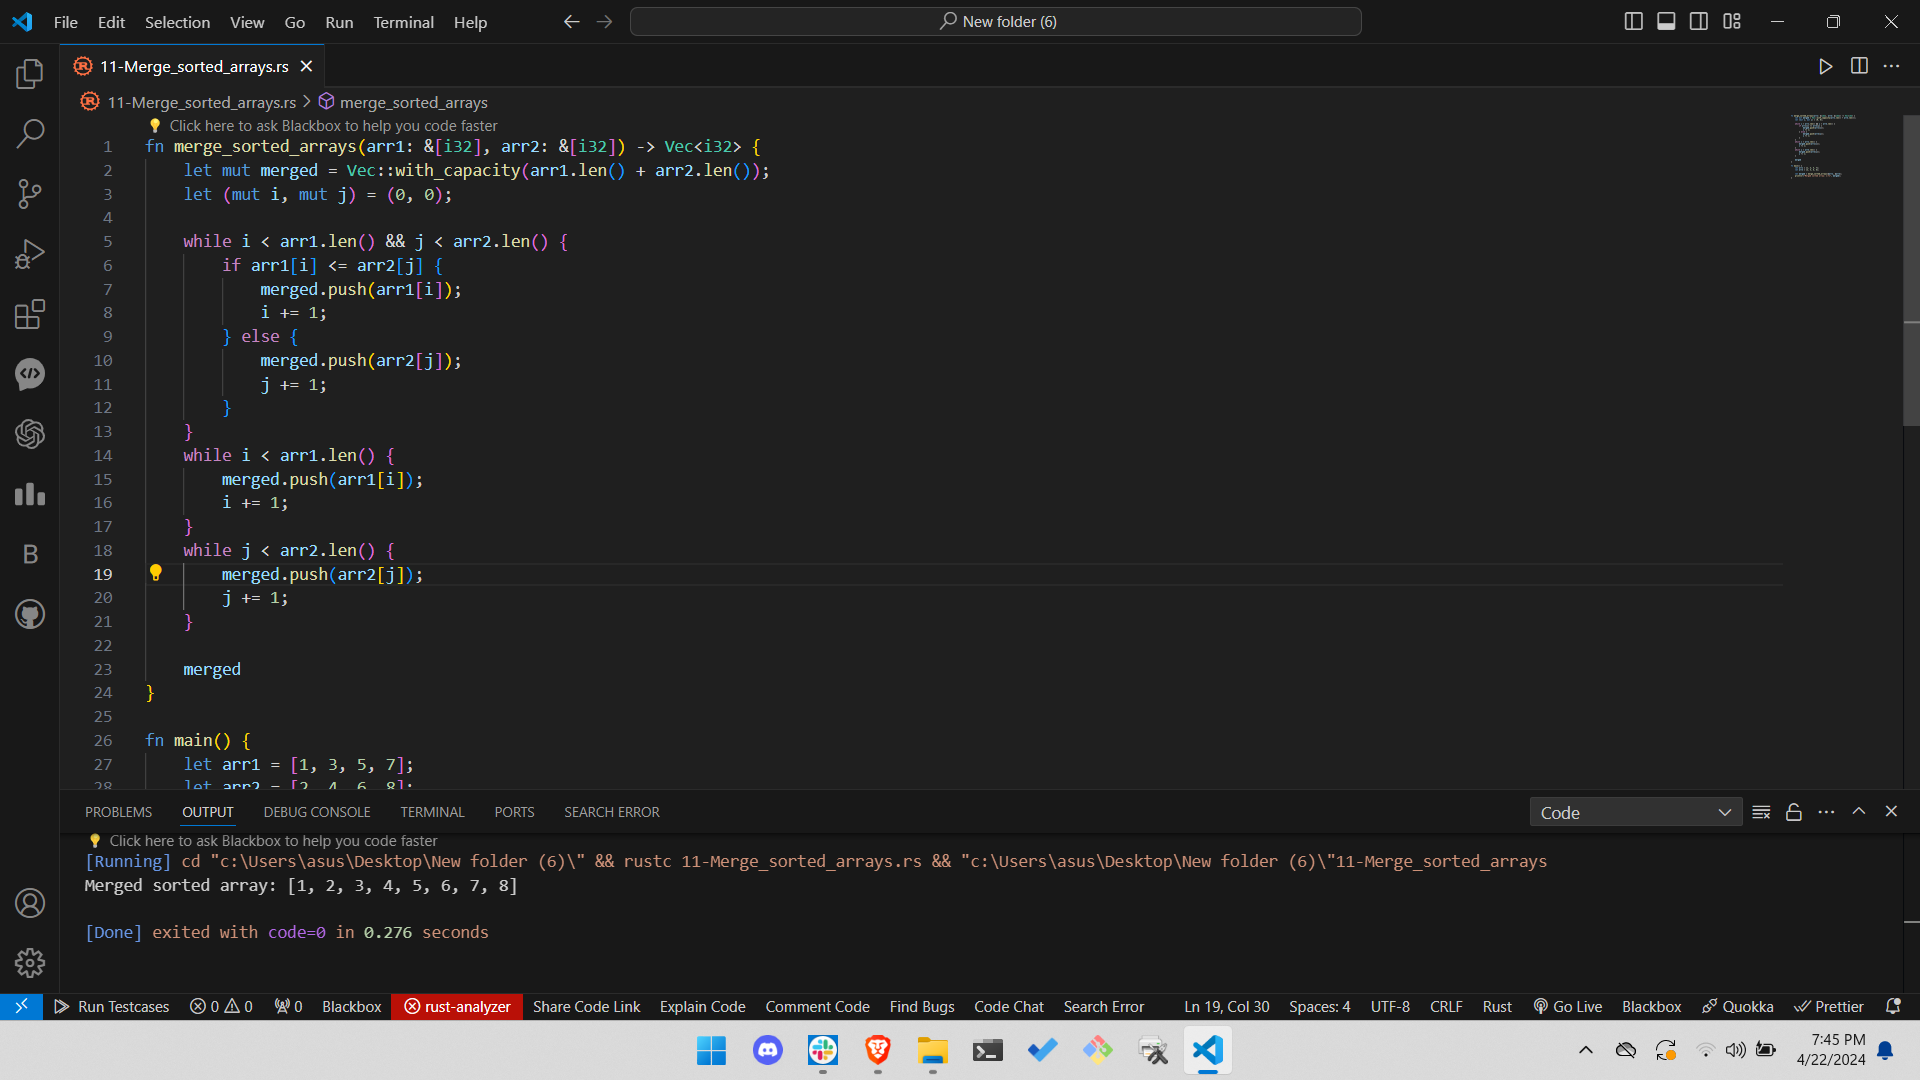 File Edit Selection View Go Run Terminal Help New folder (6)
11-Merge_sorted_arrays.rs
11-Merge_sorted_arrays.rs > merge_sorted_arrays
Click here to ask Blackbox to help you code faster
1 fn merge_sorted_arrays(arr1: &[i32], arr2: &[i32]) -> Vec<i32> {
2 let mut merged = Vec::with_capacity(arr1.len() + arr2.len());
3 let (mut i, mut j) = (0, 0);
4
5 while i < arr1.len() && j < arr2.len() {
6 if arr1[i] <= arr2[j] {
7 merged.push(arr1[i]);
8 i += 1;
9 } else {
10 merged.push(arr2[j]);
11 j += 1;
12 }
13 }
14 while i < arr1.len() {
15 merged.push(arr1[i]);
16 i += 1;
17 }
18 while j < arr2.len() {
19 merged.push(arr2[j]);
20 j += 1;
21 }
22
23 merged
24 }
25
26 fn main() {
27 let arr1 = [1, 3, 5, 7];
28 let arr2 = [2, 4, 6, 8];
PROBLEMS OUTPUT DEBUG CONSOLE TERMINAL PORTS SEARCH ERROR Code
Click here to ask Blackbox to help you code faster
[Running] cd "c:\Users\asus\Desktop\New folder (6)\" && rustc 11-Merge_sorted_arrays.rs && "c:\Users\asus\Desktop\New folder (6)\"11-Merge_sorted_arrays
Merged sorted array: [1, 2, 3, 4, 5, 6, 7, 8]
[Done] exited with code=0 in 0.276 seconds
Run Testcases 0 0 0 Blackbox rust-analyzer Share Code Link Explain Code Comment Code Find Bugs Code Chat Search Error Ln 19, Col 30 Spaces: 4 UTF-8 CRLF Rust Go Live Blackbox Quokka Prettier
7:45 PM
4/22/2024